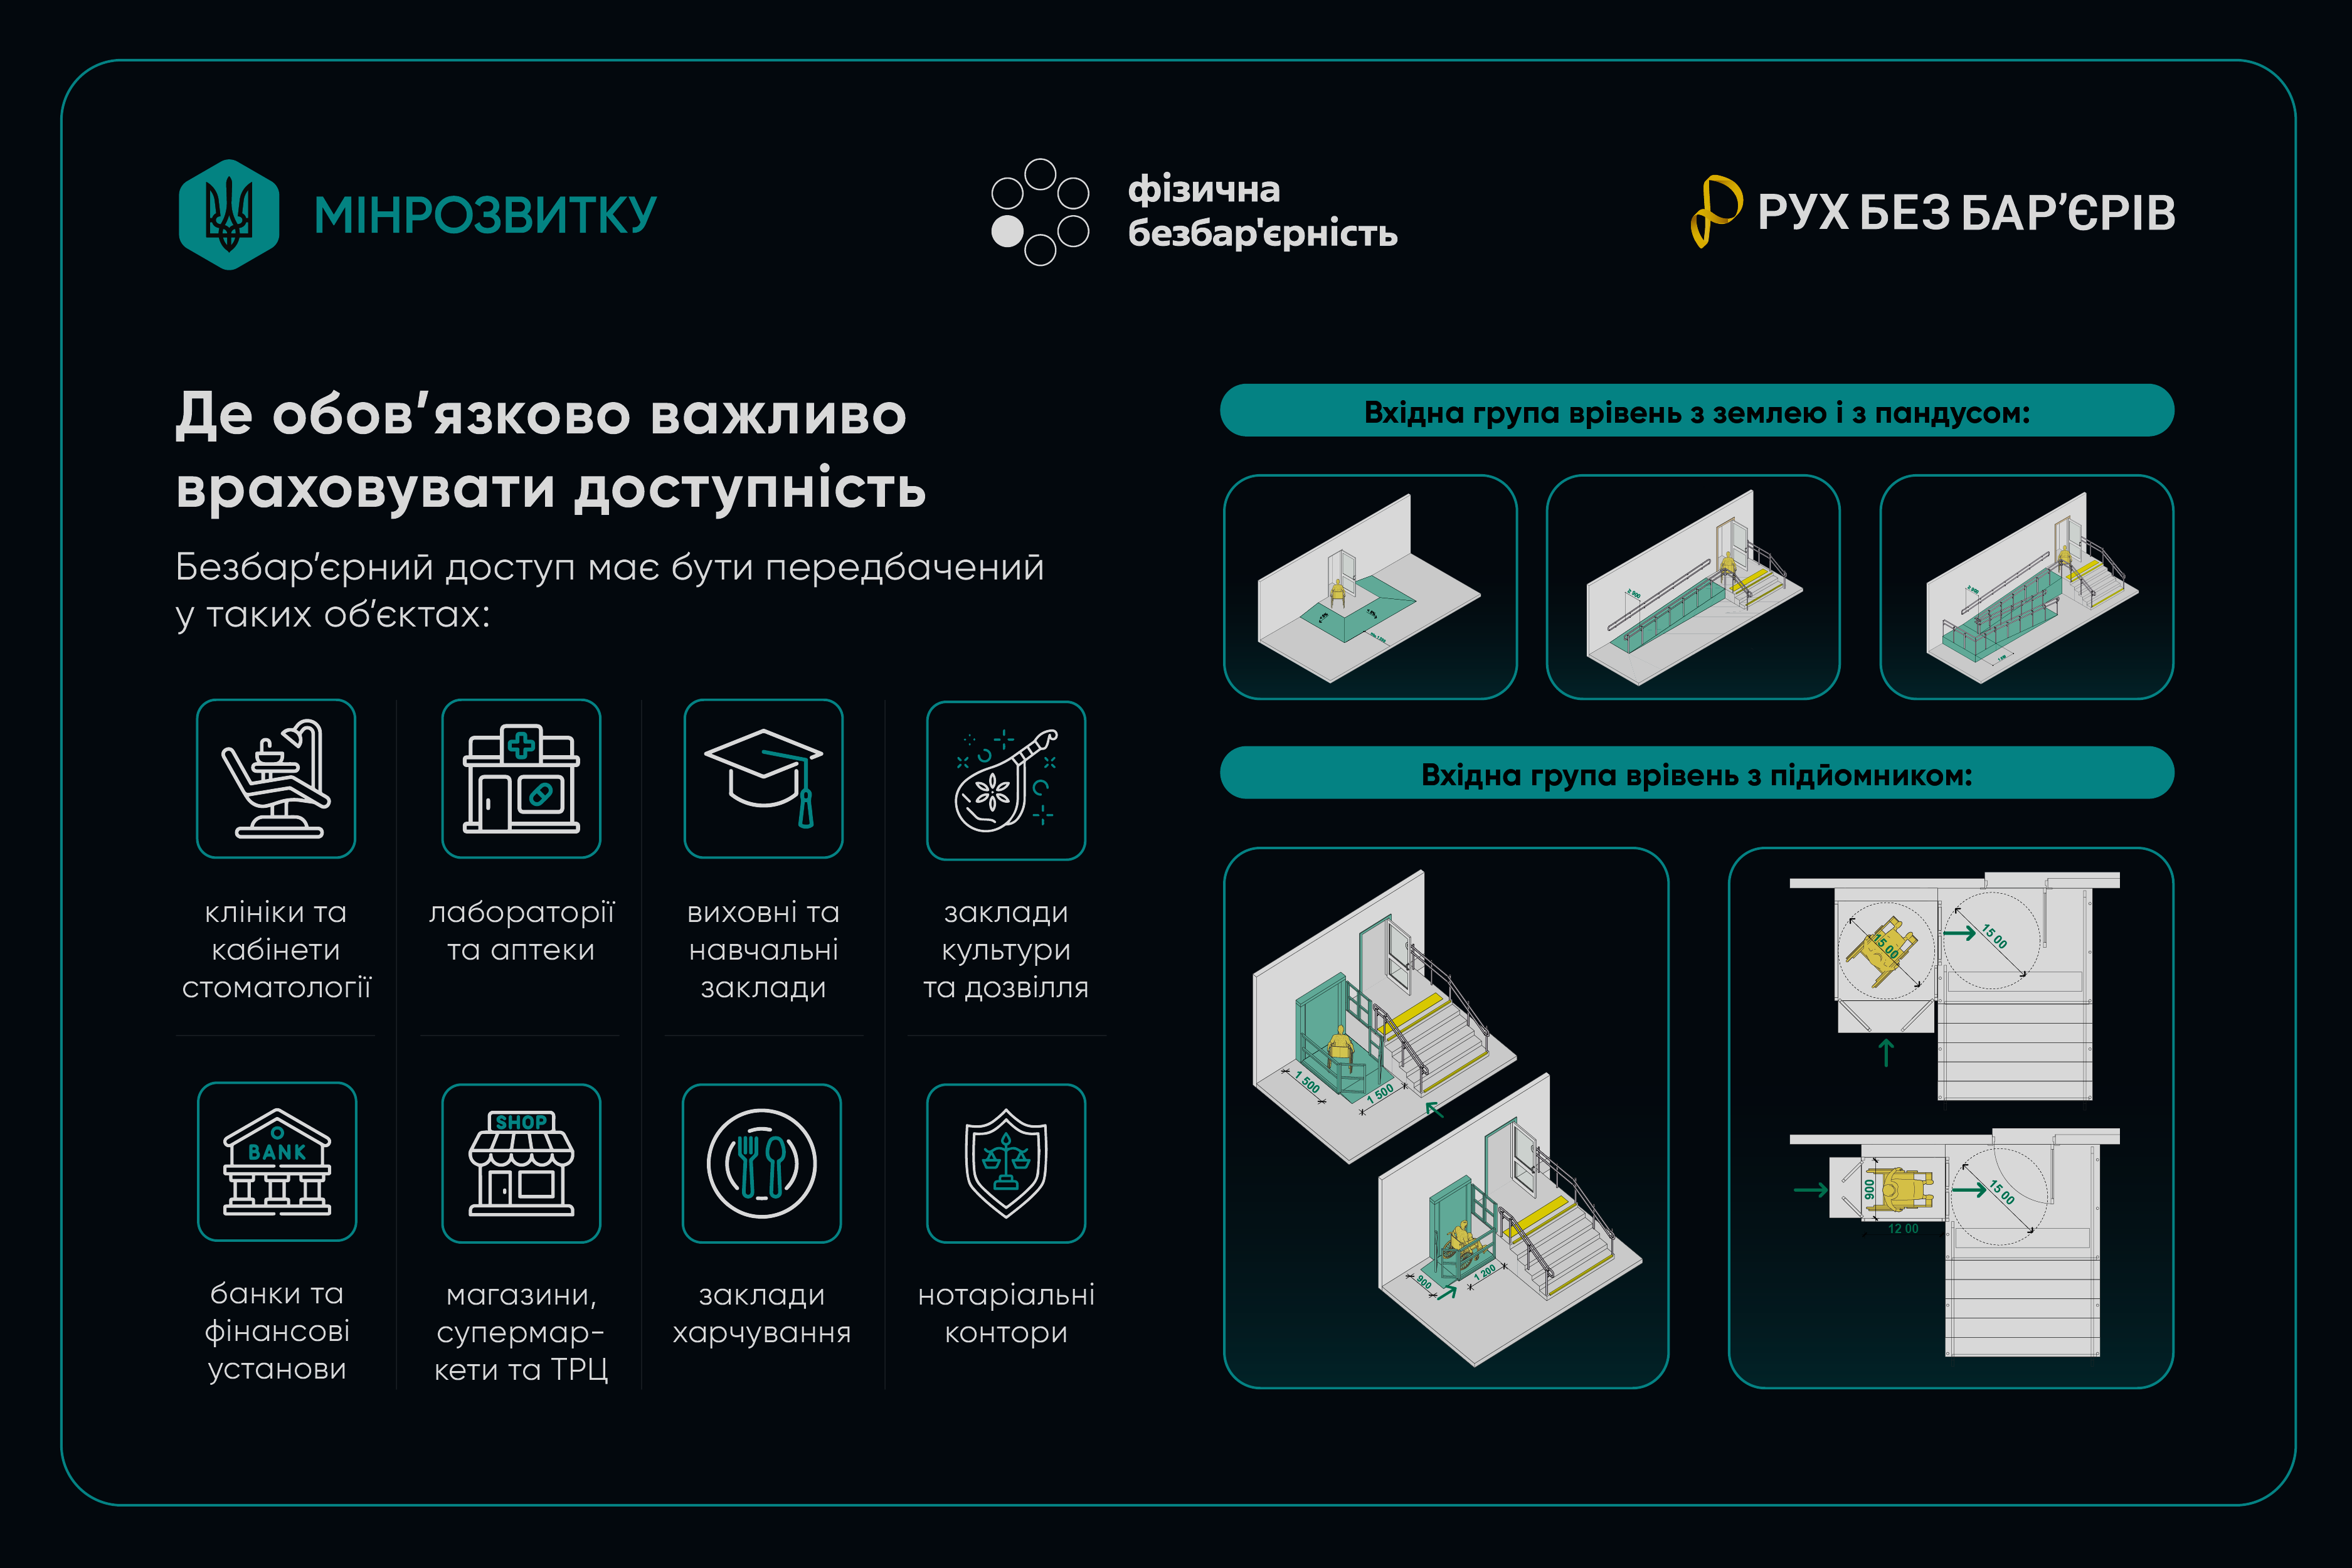 МІНРОЗВИТКУ
фізична
безбар'єрність
РУХ БЕЗ БАР’ЄРІВ
Де обов’язково важливо
враховувати доступність
Безбар’єрний доступ має бути передбачений
у таких об’єктах:
клініки та
кабінети
стоматології
лабораторії
та аптеки
виховні та
навчальні
заклади
заклади
культури
та дозвілля
BANK
SHOP
банки та
фінансові
установи
магазини,
супермар-
кети та ТРЦ
заклади
харчування
нотаріальні
контори
Вхідна група врівень з землею і з пандусом:
Вхідна група врівень з підйомником:
1 500
1 500
900
1 200
15 00
15 00
900
12 00
15 00